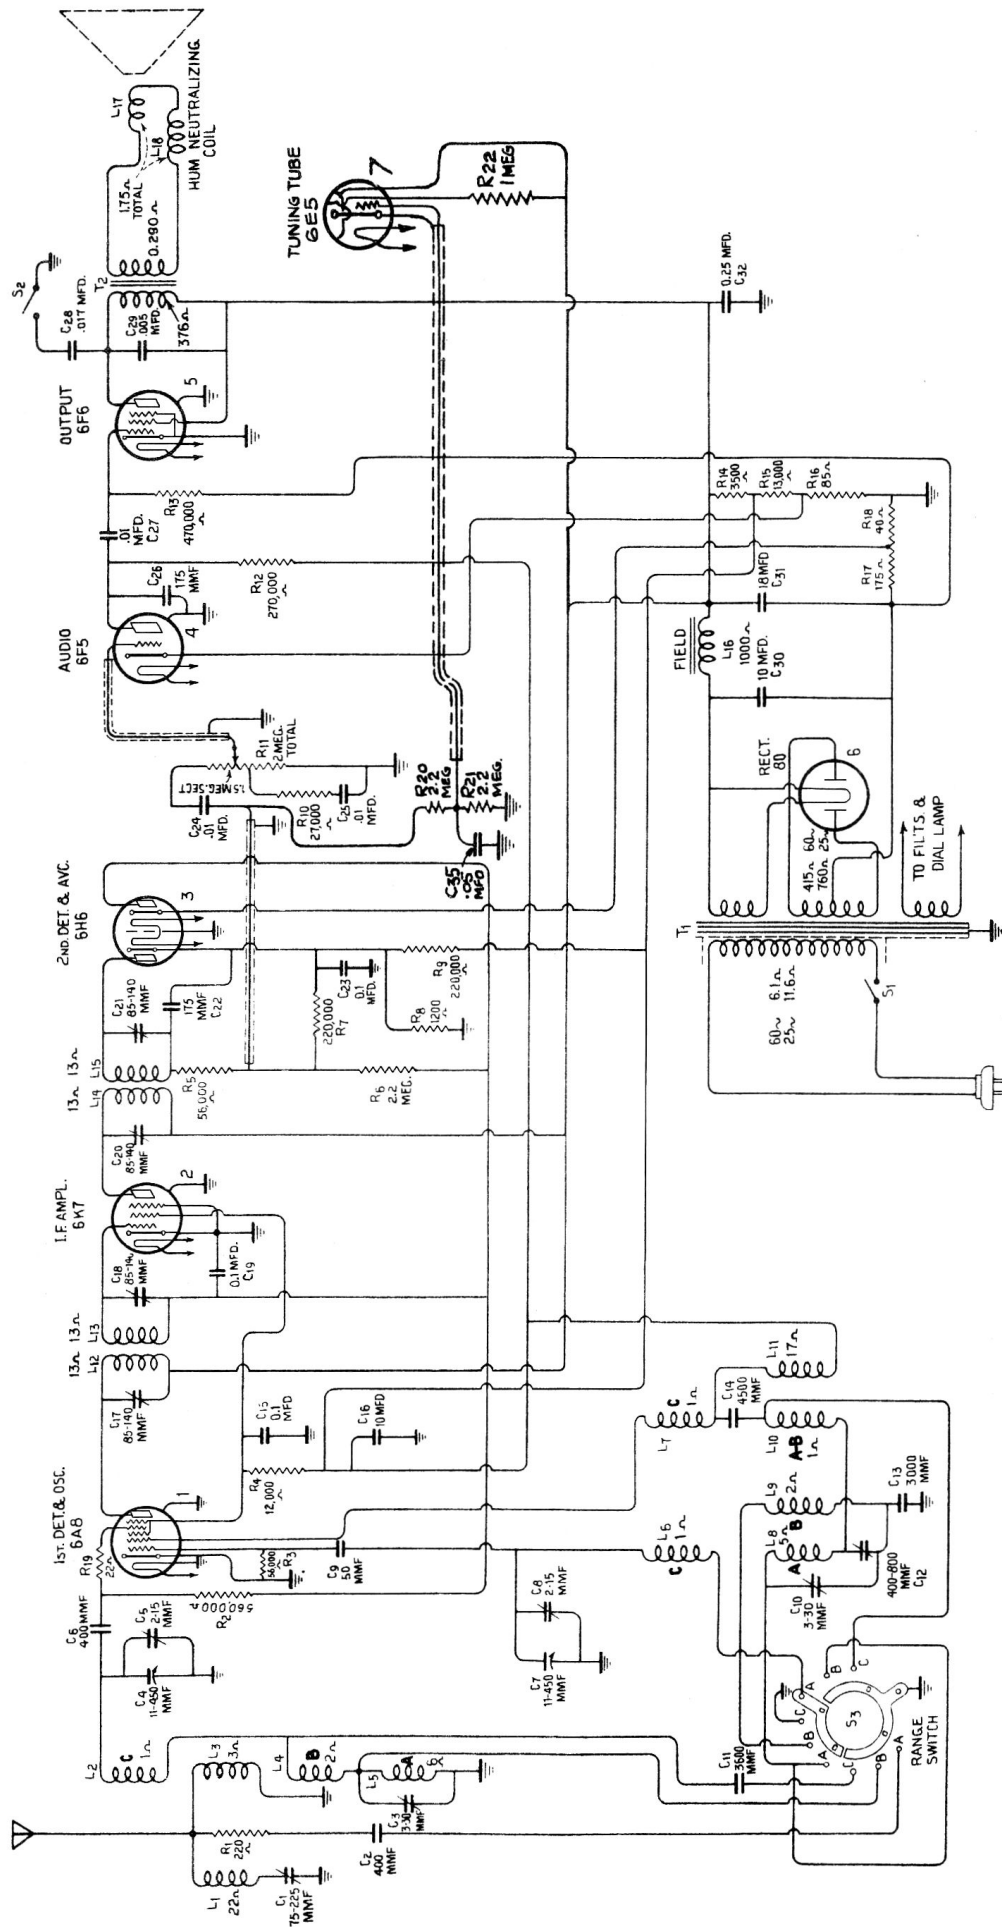 1ST. DET. & OSC.
6A8
1
I.F. AMPL.
6K7
2
2ND. DET. & AVC.
6H6
3
AUDIO
6F5
4
OUTPUT
6F6
5
TUNING TUBE
6E5
7
RECT.
80
6
L1
22Ω
C1
75-225
MMF
R1
220
Ω
C2
400
MMF
L2
C
1Ω
L3
3Ω
L4
B
2Ω
L5
A
6
Ω
C3
3-30
MMF
C4
11-450
MMF
C5
2-15
MMF
C6
400 MMF
R19
22Ω
R2
560,000
Ω
R3
56,000
Ω
C9
50
MMF
C7
11-450
MMF
C8
2-15
MMF
R4
12,000
Ω
C15
0.1
MFD
C16
10 MFD
C17
85-140
MMF
L12
13Ω
L13
13Ω
C18
85-140
MMF
0.1 MFD.
C19
C20
85-140
MMF
L14
13Ω
L15
13Ω
C21
85-140
MMF
175
MMF
C22
R5
56,000
Ω
R6
2.2
MEG.
220,000
Ω
R7
C23
0.1
MFD.
R8
1200
Ω
R9
220,000
Ω
C24
.01
MFD.
1.5 MEG. SECT.
R11
2 MEG.
TOTAL
R10
27,000
Ω
C25
.01
MFD.
R20
2.2
MEG
R21
2.2
MEG.
C35
.05
MFD
C26
175
MMF
R12
270,000
Ω
.01
MFD.
C27
R13
470,000
Ω
C28
.017 MFD.
S2
C29
.005
MFD.
T2
376Ω
0.290 Ω
1.75Ω
TOTAL
L17
L18
HUM NEUTRALIZING
COIL
R22
1 MEG
0.25 MFD.
C32
R14
3500
Ω
R15
13,000
Ω
R16
85Ω
R18
40Ω
R17
175Ω
18 MFD
C31
FIELD
L16
1000Ω
10 MFD.
C30
415Ω 60~
760Ω 25~
TO FIL'TS. &
DIAL LAMP
T1
60~ 6.1Ω
25~ 11.6Ω
S1
L6
1Ω
C
L7
C
1Ω
C14
4500
MMF
L11
17Ω
L10
A-B
1Ω
L9
2Ω
B
L8
5Ω
A
C10
3-30
MMF
400-800
MMF
C12
C13
3000
MMF
C11
3600
MMF
A
B
C
A
C
B
A
C
B
A
S3
RANGE
SWITCH